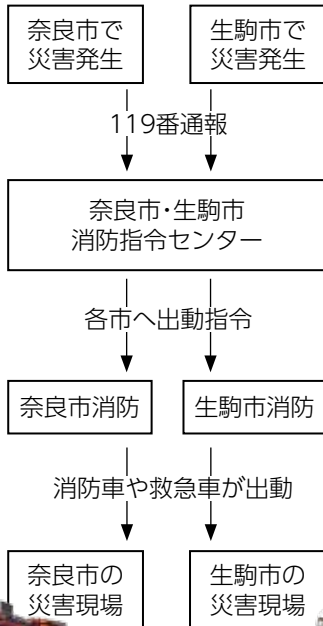 奈良市で
災害発生
生駒市で
災害発生
119番通報
奈良市・生駒市
消防指令センター
各市へ出動指令
奈良市消防
生駒市消防
消防車や救急車が出動
奈良市の
災害現場
生駒市の
災害現場